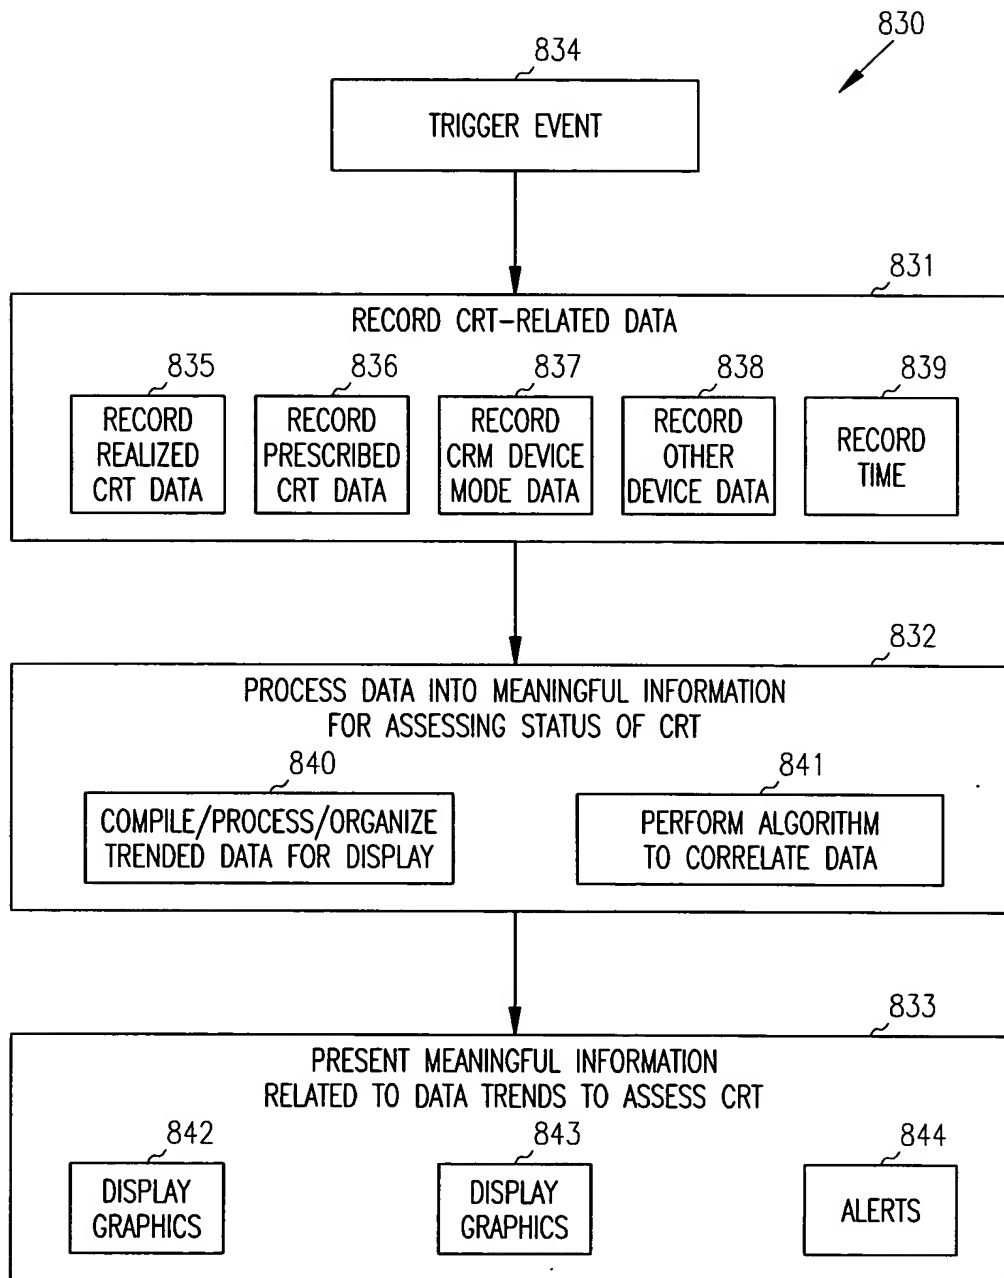 830
834
TRIGGER EVENT
831
RECORD CRT-RELATED DATA
835
RECORD
REALIZED
CRT DATA
836
RECORD
PRESCRIBED
CRT DATA
837
RECORD
CRM DEVICE
MODE DATA
838
RECORD
OTHER
DEVICE DATA
839
RECORD
TIME
832
PROCESS DATA INTO MEANINGFUL INFORMATION
FOR ASSESSING STATUS OF CRT
840
COMPILE/PROCESS/ORGANIZE
TRENDED DATA FOR DISPLAY
841
PERFORM ALGORITHM
TO CORRELATE DATA
833
PRESENT MEANINGFUL INFORMATION
RELATED TO DATA TRENDS TO ASSESS CRT
842
DISPLAY
GRAPHICS
843
DISPLAY
GRAPHICS
844
ALERTS